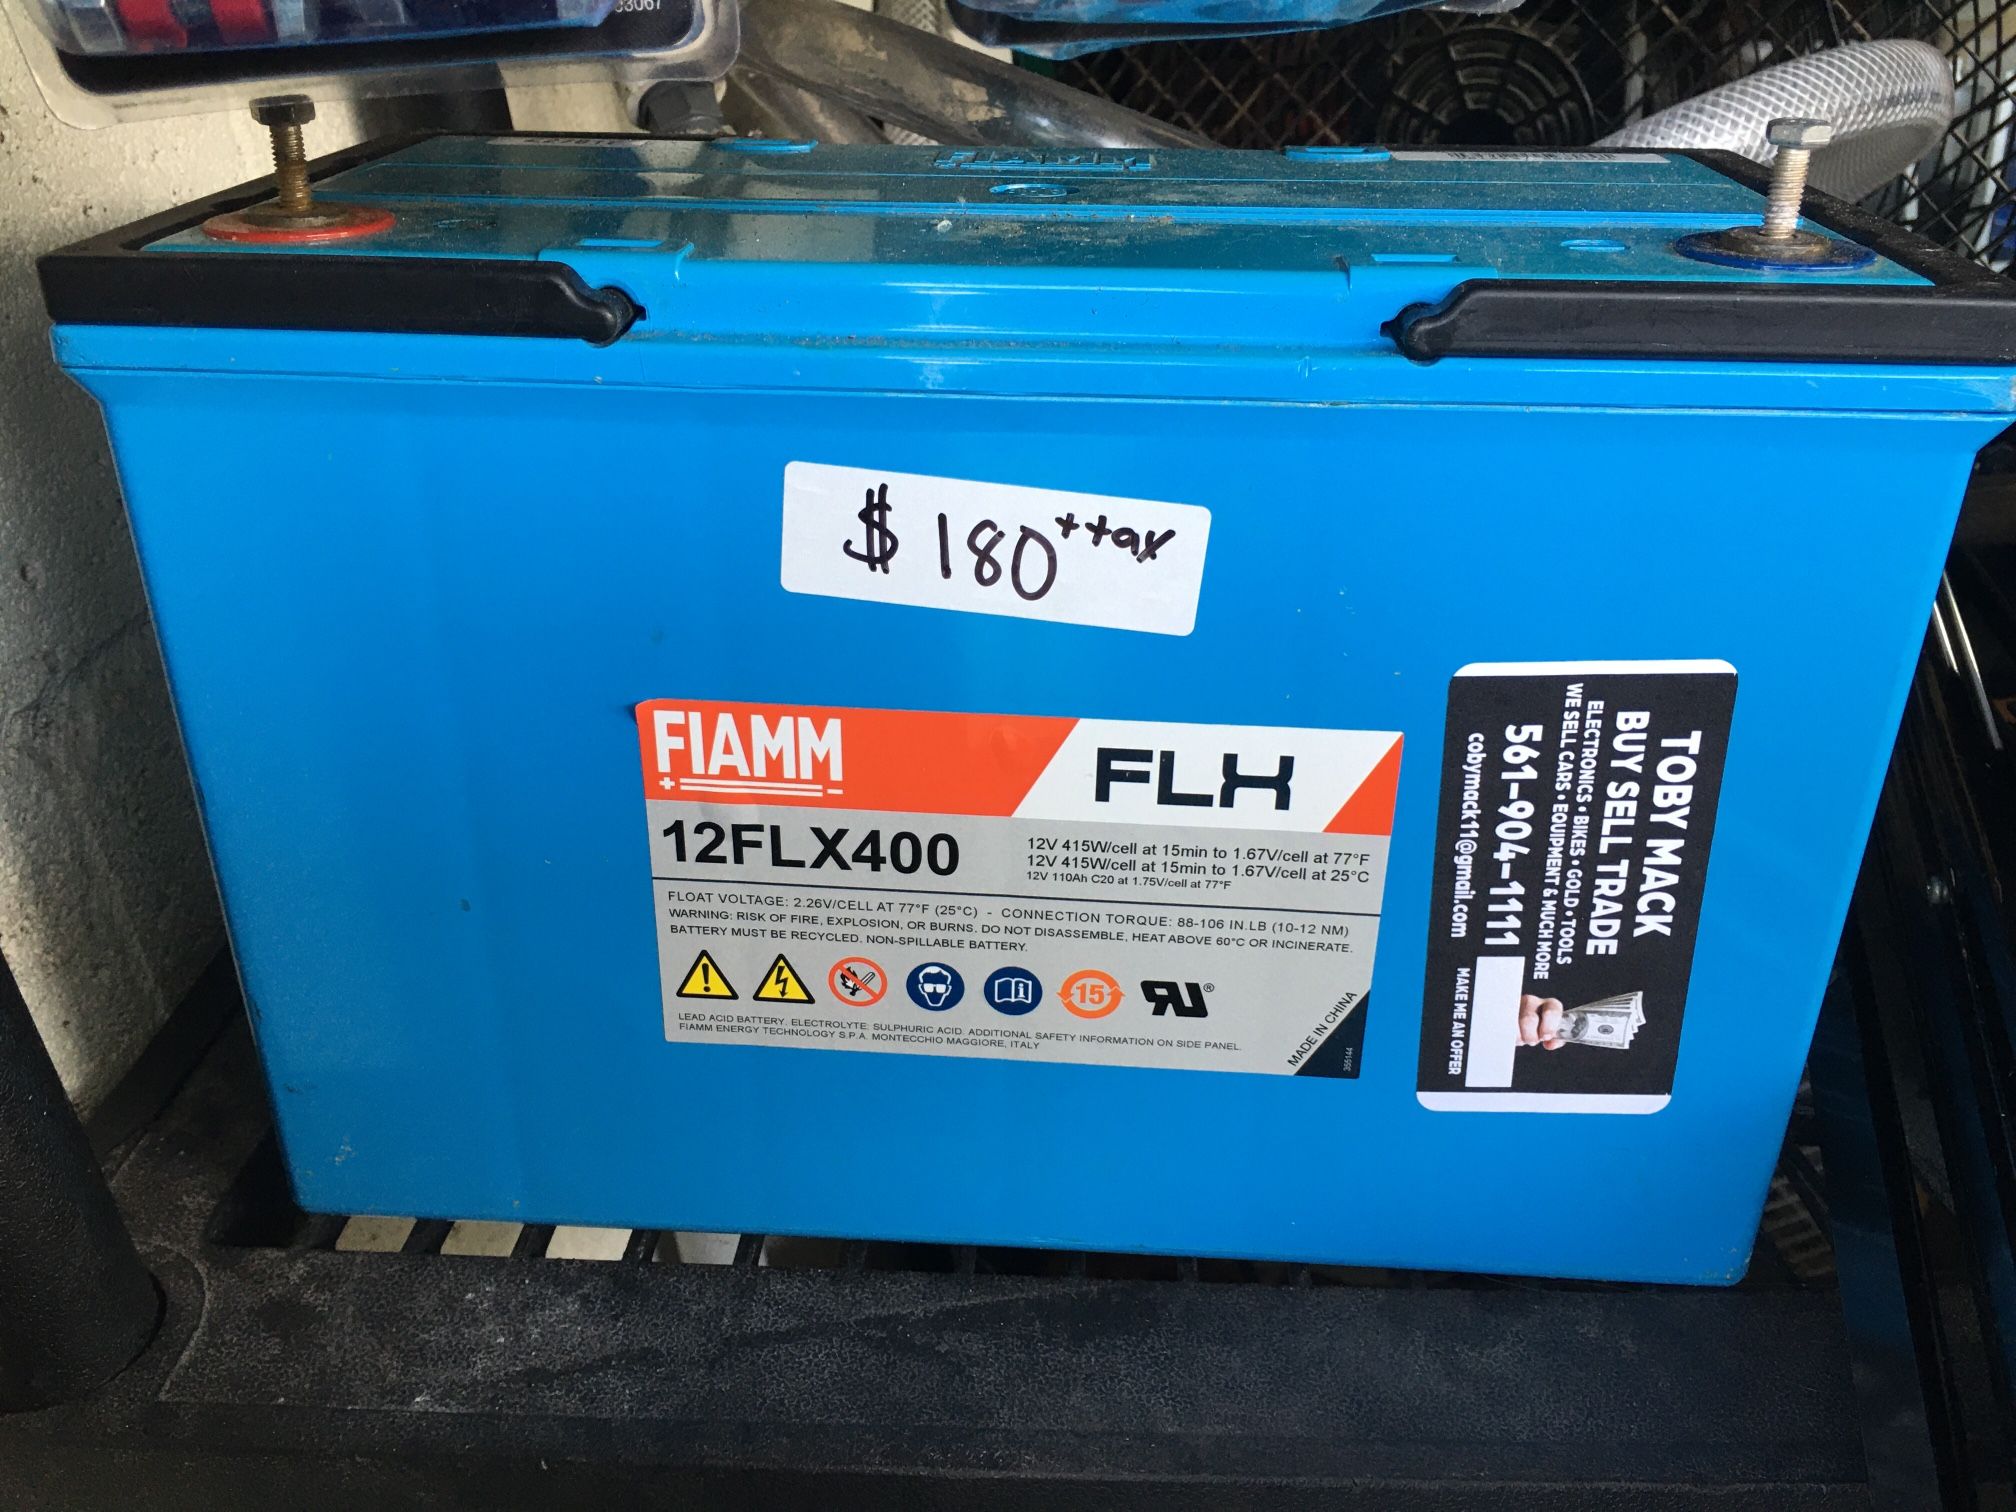 33067
FIAMM
$180 + tax
FIAMM
+ -
FLX
12FLX400
12V 415W/cell at 15min to 1.67V/cell at 77°F
12V 415W/cell at 15min to 1.67V/cell at 25°C
12V 110Ah C20 at 1.75V/cell at 77°F
FLOAT VOLTAGE: 2.26V/CELL AT 77°F (25°C) - CONNECTION TORQUE: 88-106 IN.LB (10-12 NM)
WARNING: RISK OF FIRE, EXPLOSION, OR BURNS. DO NOT DISASSEMBLE, HEAT ABOVE 60°C OR INCINERATE.
BATTERY MUST BE RECYCLED. NON-SPILLABLE BATTERY.
15
RU®
LEAD ACID BATTERY. ELECTROLYTE: SULPHURIC ACID. ADDITIONAL SAFETY INFORMATION ON SIDE PANEL.
FIAMM ENERGY TECHNOLOGY S.P.A. MONTECCHIO MAGGIORE, ITALY
MADE IN CHINA
355144
TOBY MACK
BUY SELL TRADE
ELECTRONICS • BIKES • GOLD • TOOLS
WE SELL CARS • EQUIPMENT & MUCH MORE
561-904-1111
cobymack11@gmail.com
MAKE ME AN OFFER